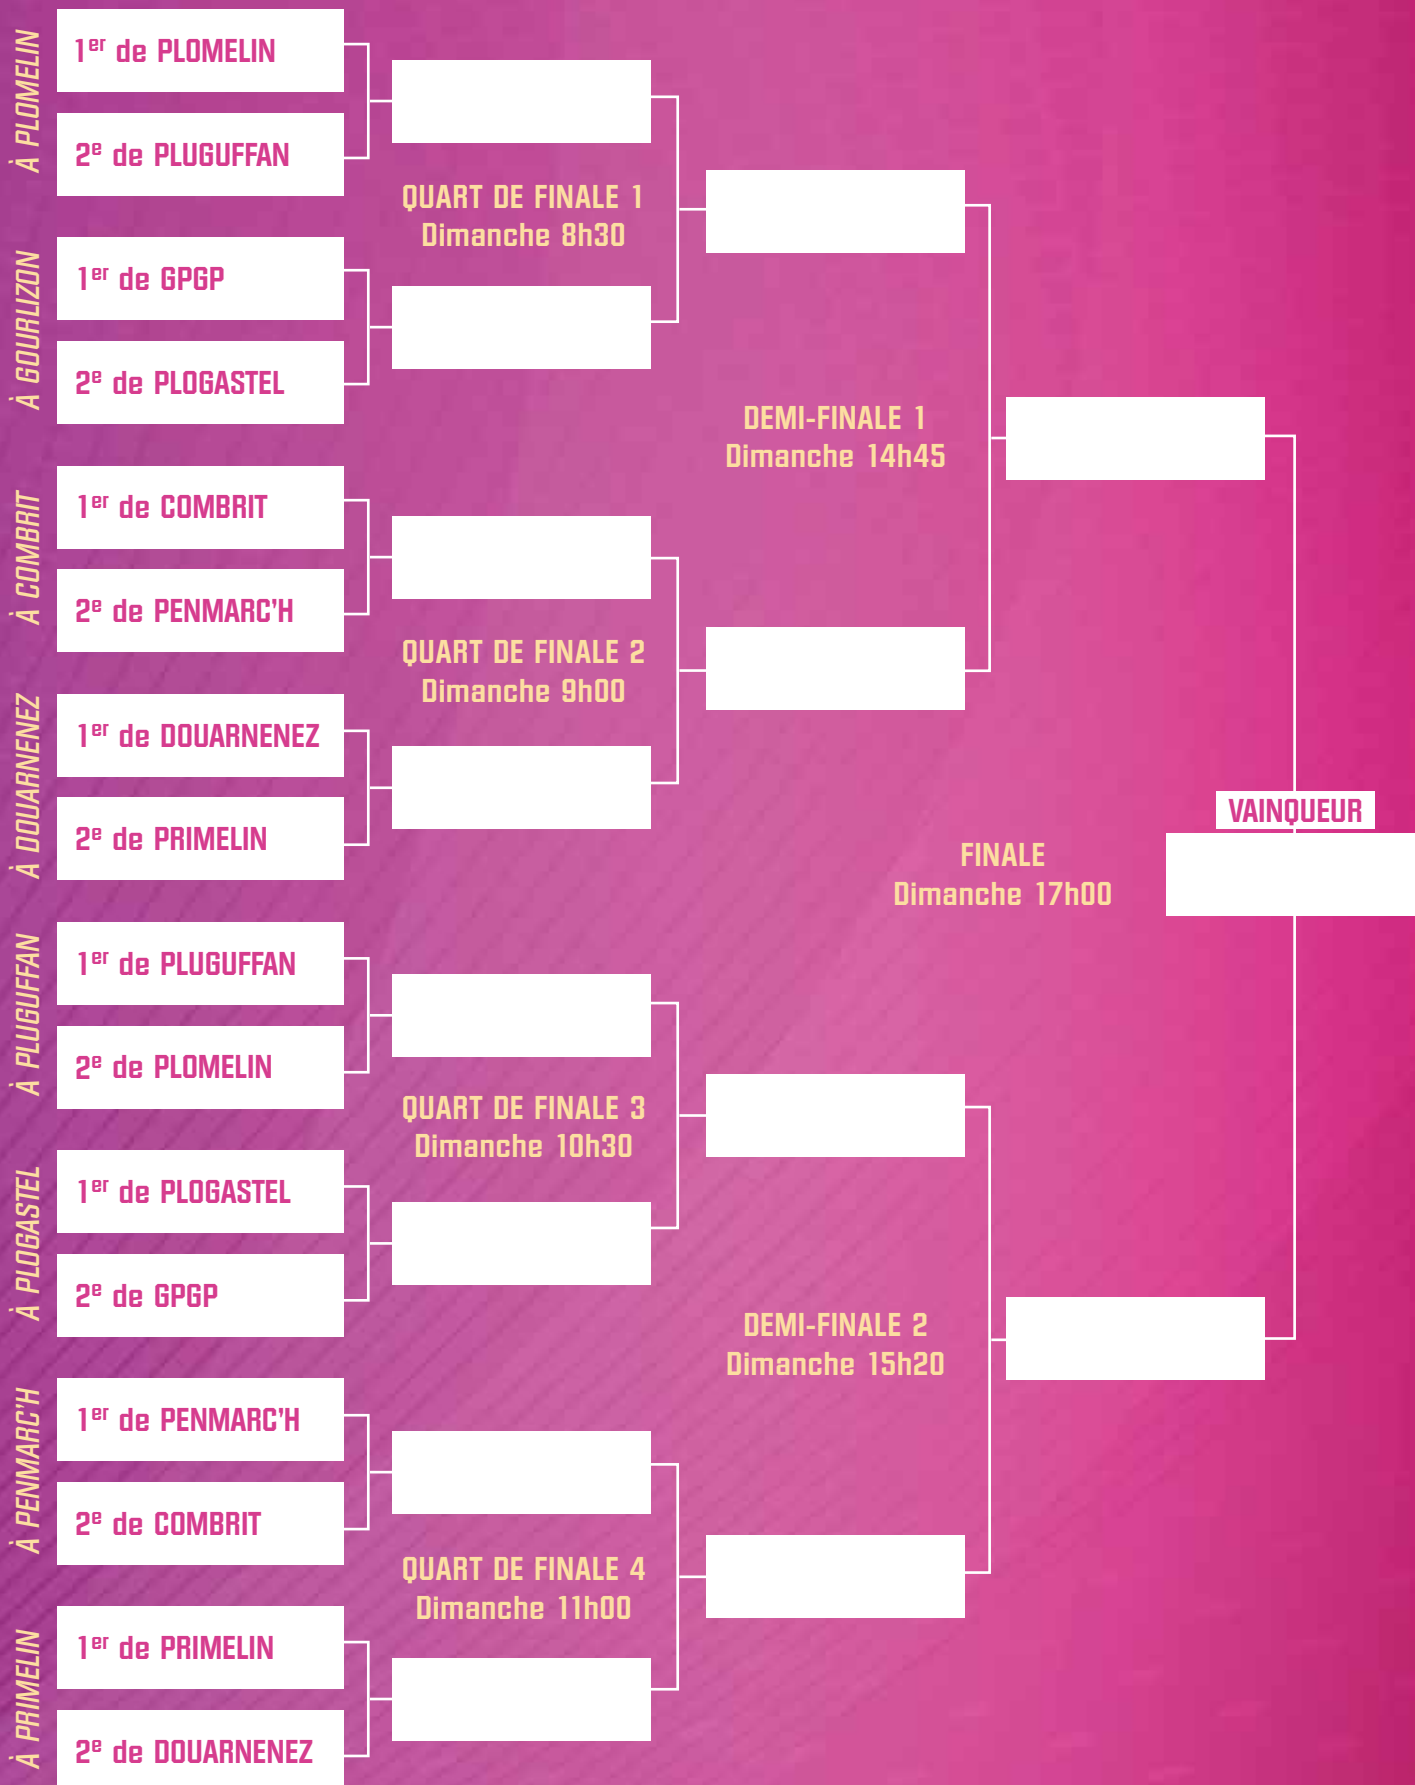 À PLOMELIN
1er de PLOMELIN
2e de PLUGUFFAN
À GOURLIZON
1er de GPGP
2e de PLOGASTEL
QUART DE FINALE 1
Dimanche 8h30
À COMBRIT
1er de COMBRIT
2e de PENMARC'H
À DOUARNENEZ
1er de DOUARNENEZ
2e de PRIMELIN
QUART DE FINALE 2
Dimanche 9h00
DEMI-FINALE 1
Dimanche 14h45
À PLUGUFFAN
1er de PLUGUFFAN
2e de PLOMELIN
À PLOGASTEL
1er de PLOGASTEL
2e de GPGP
QUART DE FINALE 3
Dimanche 10h30
À PENMARC'H
1er de PENMARC'H
2e de COMBRIT
À PRIMELIN
1er de PRIMELIN
2e de DOUARNENEZ
QUART DE FINALE 4
Dimanche 11h00
DEMI-FINALE 2
Dimanche 15h20
FINALE
Dimanche 17h00
VAINQUEUR